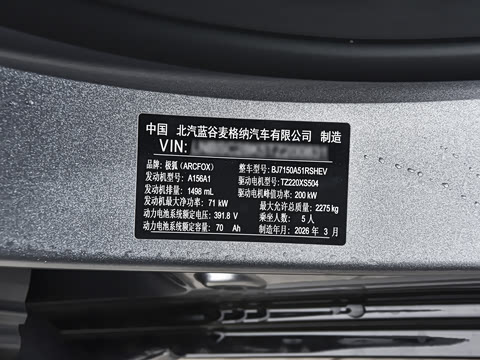 中国 北汽蓝谷麦格纳汽车有限公司 制造
VIN:
品牌: 极狐 (ARCFOX) 整车型号: BJ7150A51RSHEV
发动机型号: A156A1 驱动电机型号: TZ220XS504
发动机排量: 1498 mL 驱动电机峰值功率: 200 kW
发动机最大净功率: 71 kW 最大允许总质量: 2275 kg
动力电池系统额定电压: 391.8 V 乘坐人数: 5 人
动力电池系统额定容量: 70 Ah 制造年月: 2026 年 3 月